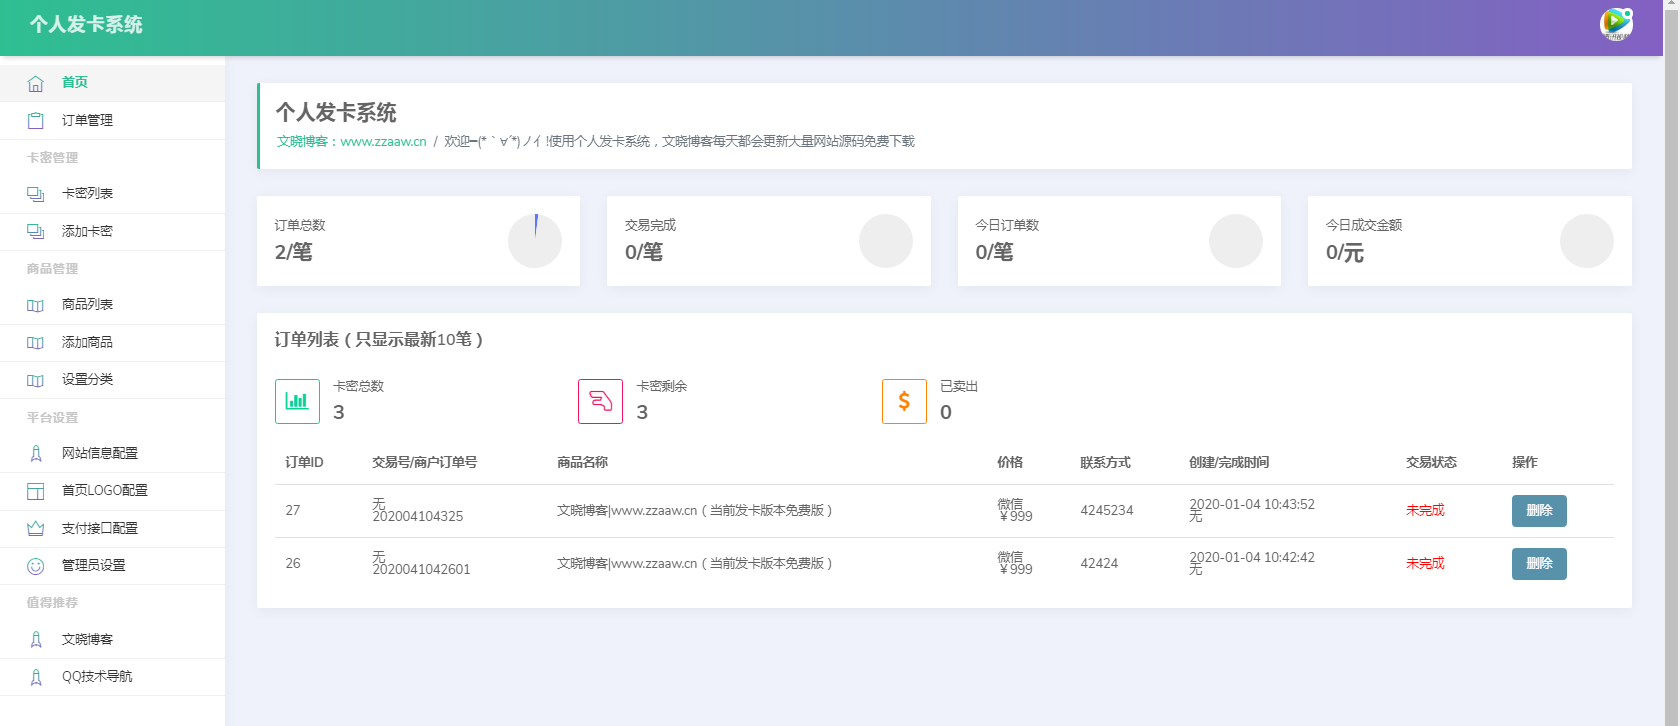 个人发卡系统
首页
订单管理
卡密管理
卡密列表
添加卡密
商品管理
商品列表
添加商品
设置分类
平台设置
网站信息配置
首页LOGO配置
支付接口配置
管理员设置
值得推荐
文晓博客
QQ技术导航
个人发卡系统
文晓博客：www.zzaaw.cn / 欢迎━(*｀∀´*)ノ亻!使用个人发卡系统，文晓博客每天都会更新大量网站源码免费下载
订单总数
2/笔
交易完成
0/笔
今日订单数
0/笔
今日成交金额
0/元
订单列表（只显示最新10笔）
卡密总数
3
卡密剩余
3
已卖出
0
订单ID 交易号/商户订单号 商品名称 价格 联系方式 创建/完成时间 交易状态 操作
27 无 202004104325 文晓博客|www.zzaaw.cn（当前发卡版本免费版） 微信 ￥999 4245234 2020-01-04 10:43:52 无 未完成 删除
26 无 2020041042601 文晓博客|www.zzaaw.cn（当前发卡版本免费版） 微信 ￥999 42424 2020-01-04 10:42:42 无 未完成 删除